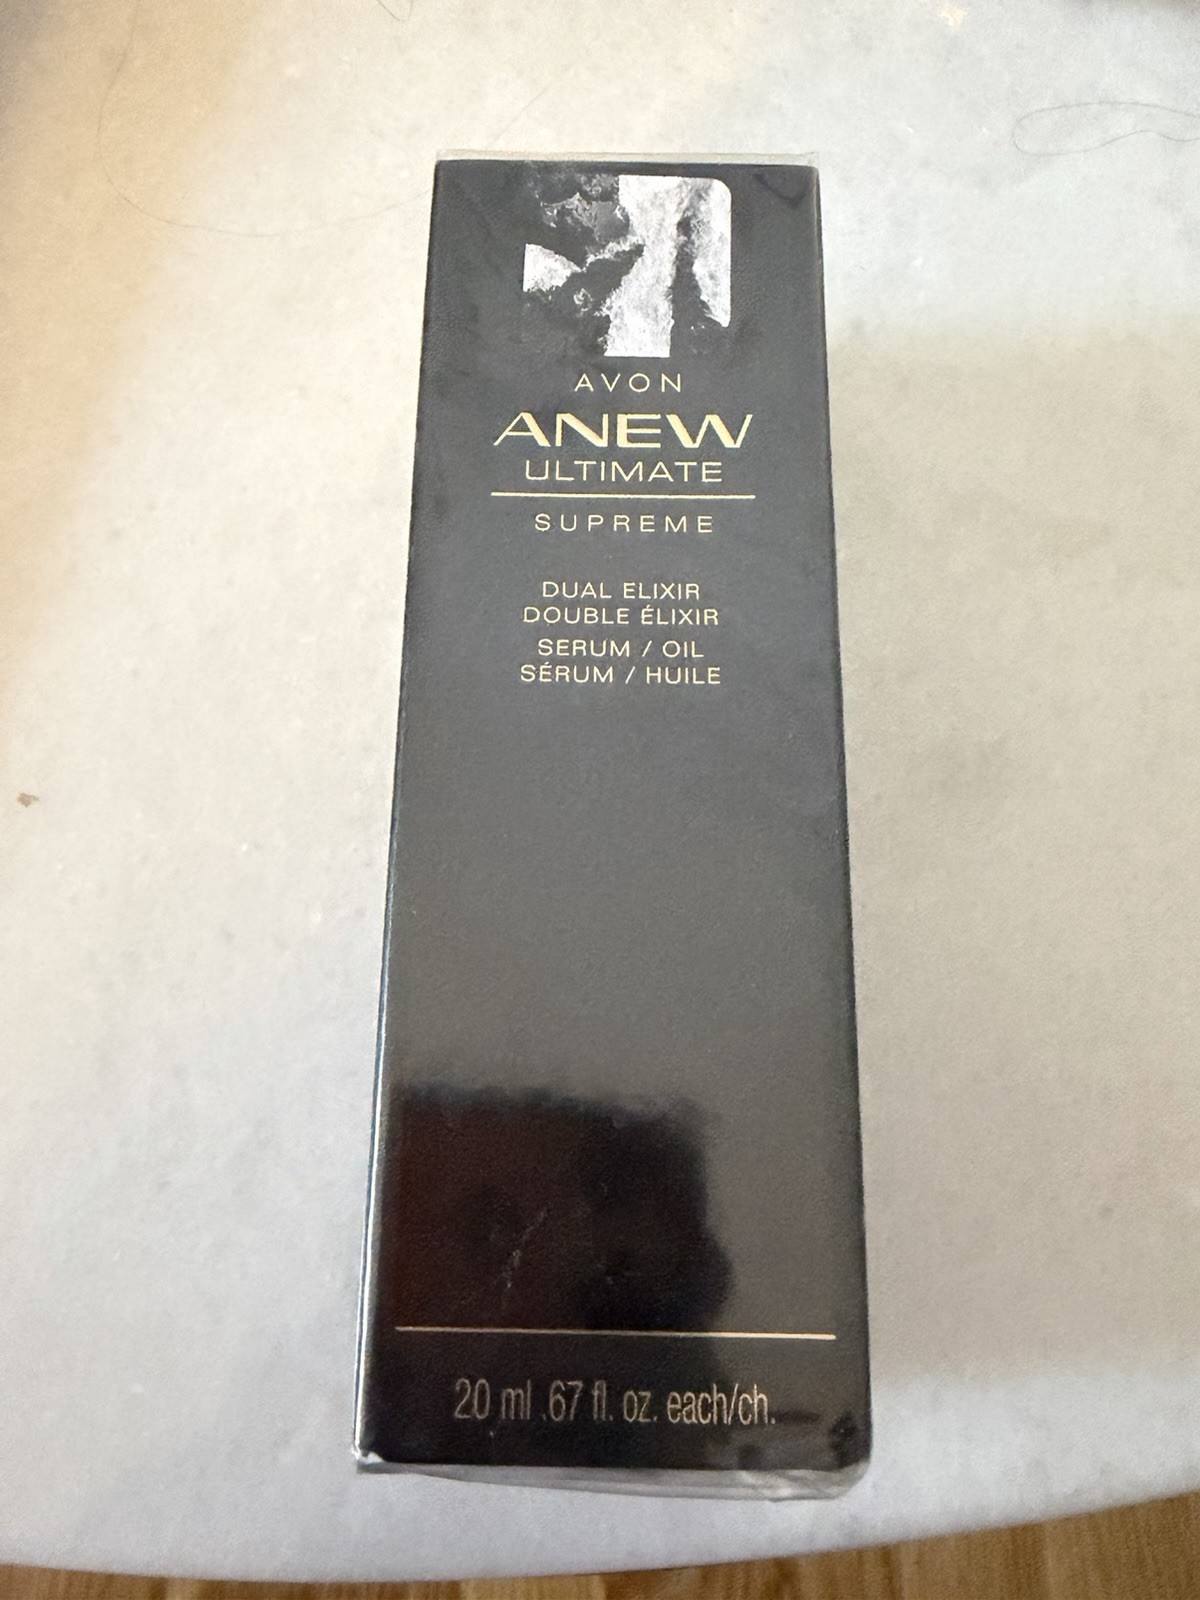 AVON
ANEW
ULTIMATE
SUPREME
DUAL ELIXIR
DOUBLE ÉLIXIR
SERUM / OIL
SÉRUM / HUILE
20 ml .67 fl. oz. each/ch.